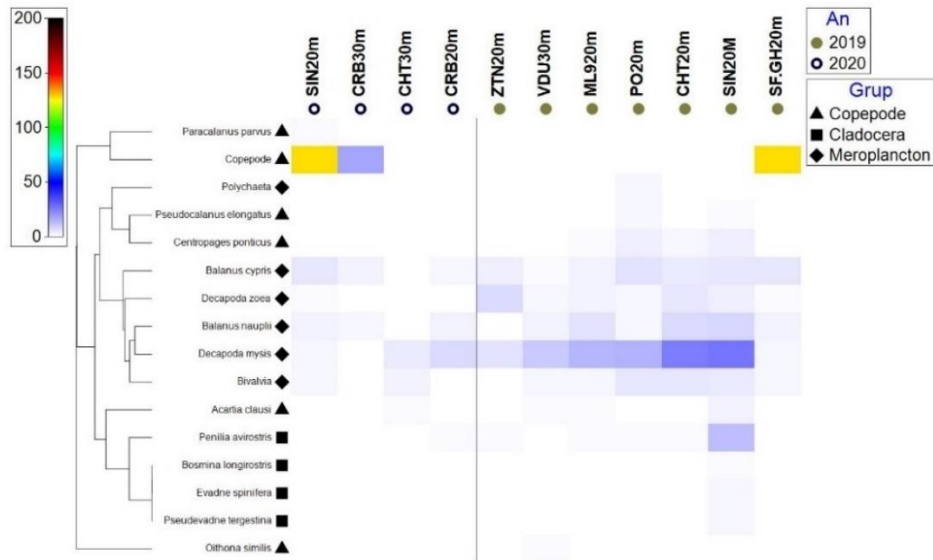 200
150
100
50
0
SIN20m
CRB30m
CHT30m
CRB20m
ZTN20m
VDU30m
ML920m
PO20m
CHT20m
SIN20M
SF.GH20m
An
2019
2020
Grup
Copepode
Cladocera
Meroplancton
Paracalanus parvus
Copepode
Polychaeta
Pseudocalanus elongatus
Centropages ponticus
Balanus cypris
Decapoda zoea
Balanus nauplii
Decapoda mysis
Bivalvia
Acartia clausi
Penilia avirostris
Bosmina longirostris
Evadne spinifera
Pseudevadne tergestina
Oithona similis